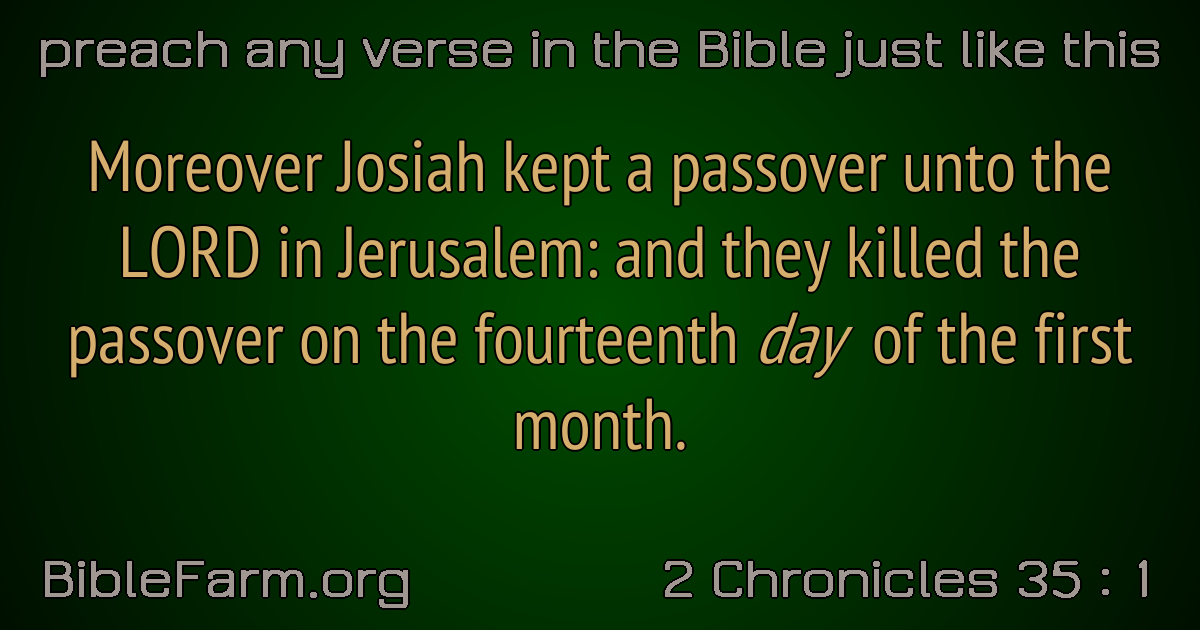 preach any verse in the Bible just like this
Moreover Josiah kept a passover unto the
LORD in Jerusalem: and they killed the
passover on the fourteenth day of the first
month.
BibleFarm.org
2 Chronicles 35 : 1